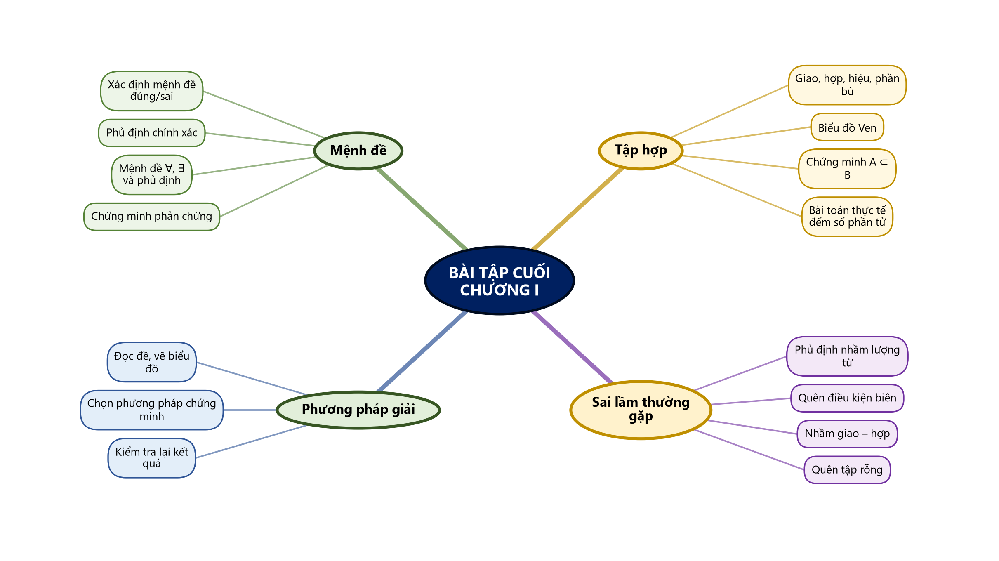 Xác định mệnh đề
đúng/sai
Phủ định chính xác
Mệnh đề ∀, ∃
và phủ định
Chứng minh phản chứng
Mệnh đề
Giao, hợp, hiệu, phần
bù
Biểu đồ Ven
Chứng minh A ⊂
B
Bài toán thực tế
đếm số phần tử
Tập hợp
BÀI TẬP CUỐI
CHƯƠNG I
Đọc đề, vẽ biểu
đồ
Chọn phương pháp chứng
minh
Kiểm tra lại kết
quả
Phương pháp giải
Sai lầm thường
gặp
Phủ định nhầm lượng
từ
Quên điều kiện biên
Nhầm giao – hợp
Quên tập rỗng